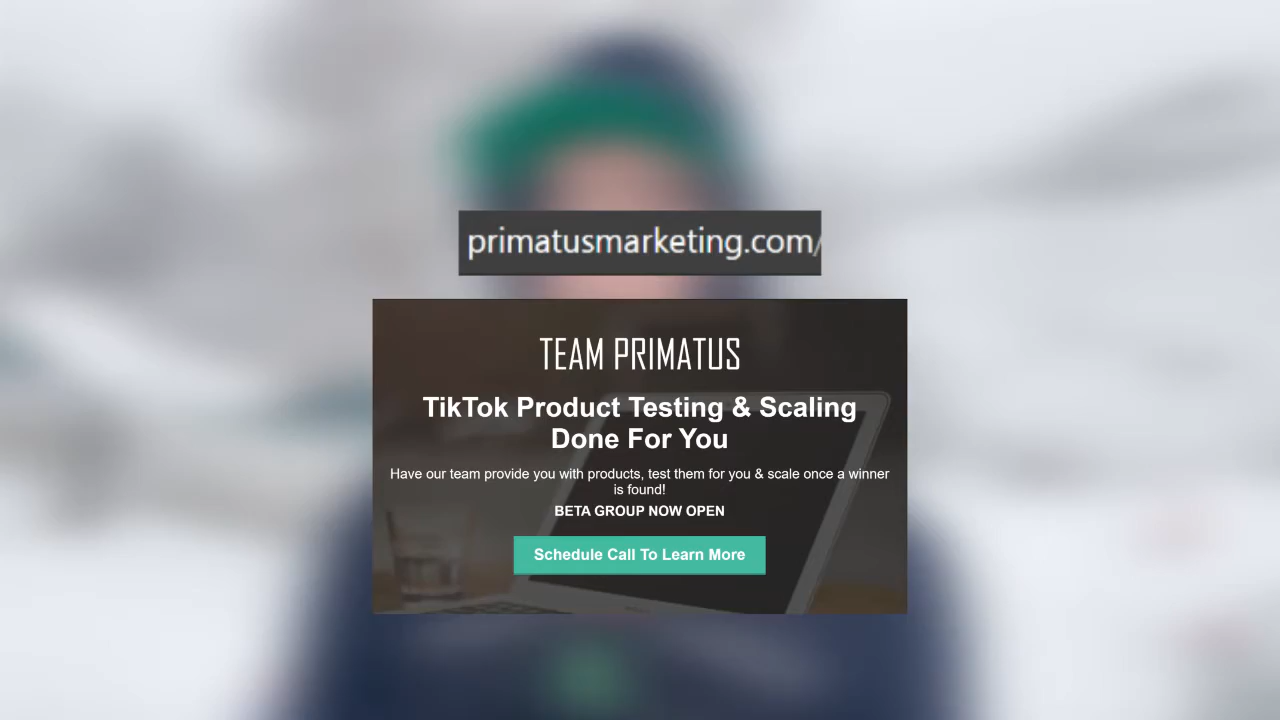 primatusmarketing.com/
TEAM PRIMATUS
TikTok Product Testing & Scaling
Done For You
Have our team provide you with products, test them for you & scale once a winner
is found!
BETA GROUP NOW OPEN
Schedule Call To Learn More